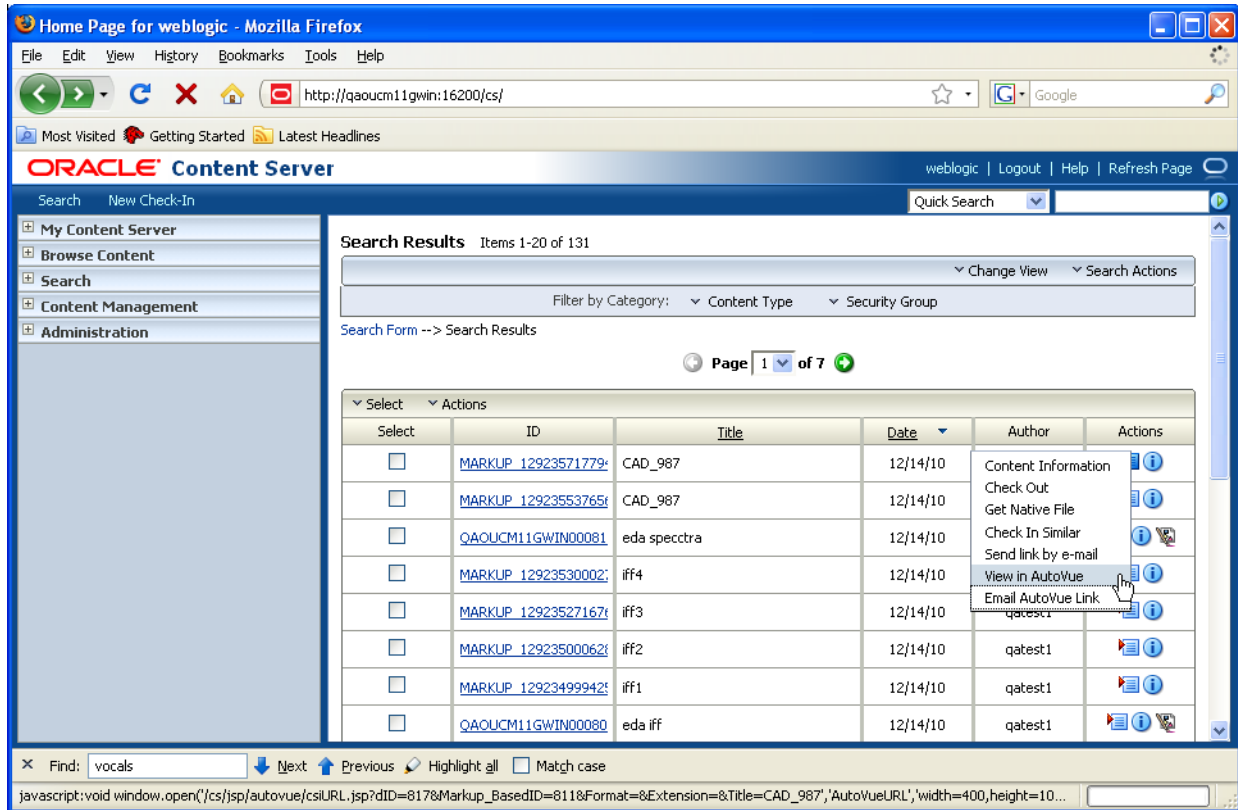 Home Page for weblogic - Mozilla Firefox
File Edit View History Bookmarks Tools Help
http://qaoucm11gwin:16200/cs/
G Google
Most Visited Getting Started Latest Headlines
ORACLE Content Server
weblogic | Logout | Help | Refresh Page
Search New Check-In
Quick Search
My Content Server
Browse Content
Search
Content Management
Administration
Search Results Items 1-20 of 131
Change View Search Actions
Filter by Category: Content Type Security Group
Search Form --> Search Results
Page 1 of 7
Select Actions
Select ID Title Date Author Actions
MARKUP_1292357179 CAD_987 12/14/10
MARKUP_129235537656 CAD_987 12/14/10
QAOUCM11GWIN00081 eda specctra 12/14/10
MARKUP_12923530002 iff4 12/14/10
MARKUP_12923527167 iff3 12/14/10 qatest1
MARKUP_12923500062 iff2 12/14/10 qatest1
MARKUP_12923499942 iff1 12/14/10 qatest1
QAOUCM11GWIN00080 eda iff 12/14/10 qatest1
Content Information
Check Out
Get Native File
Check In Similar
Send link by e-mail
View in AutoVue
Email AutoVue Link
Find: vocals Next Previous Highlight all Match case
javascript:void window.open('/cs/jsp/autovue/csiURL.jsp?dID=817&Markup_BasedID=811&Format=&Extension=&Title=CAD_987','AutoVueURL','width=400,height=10...